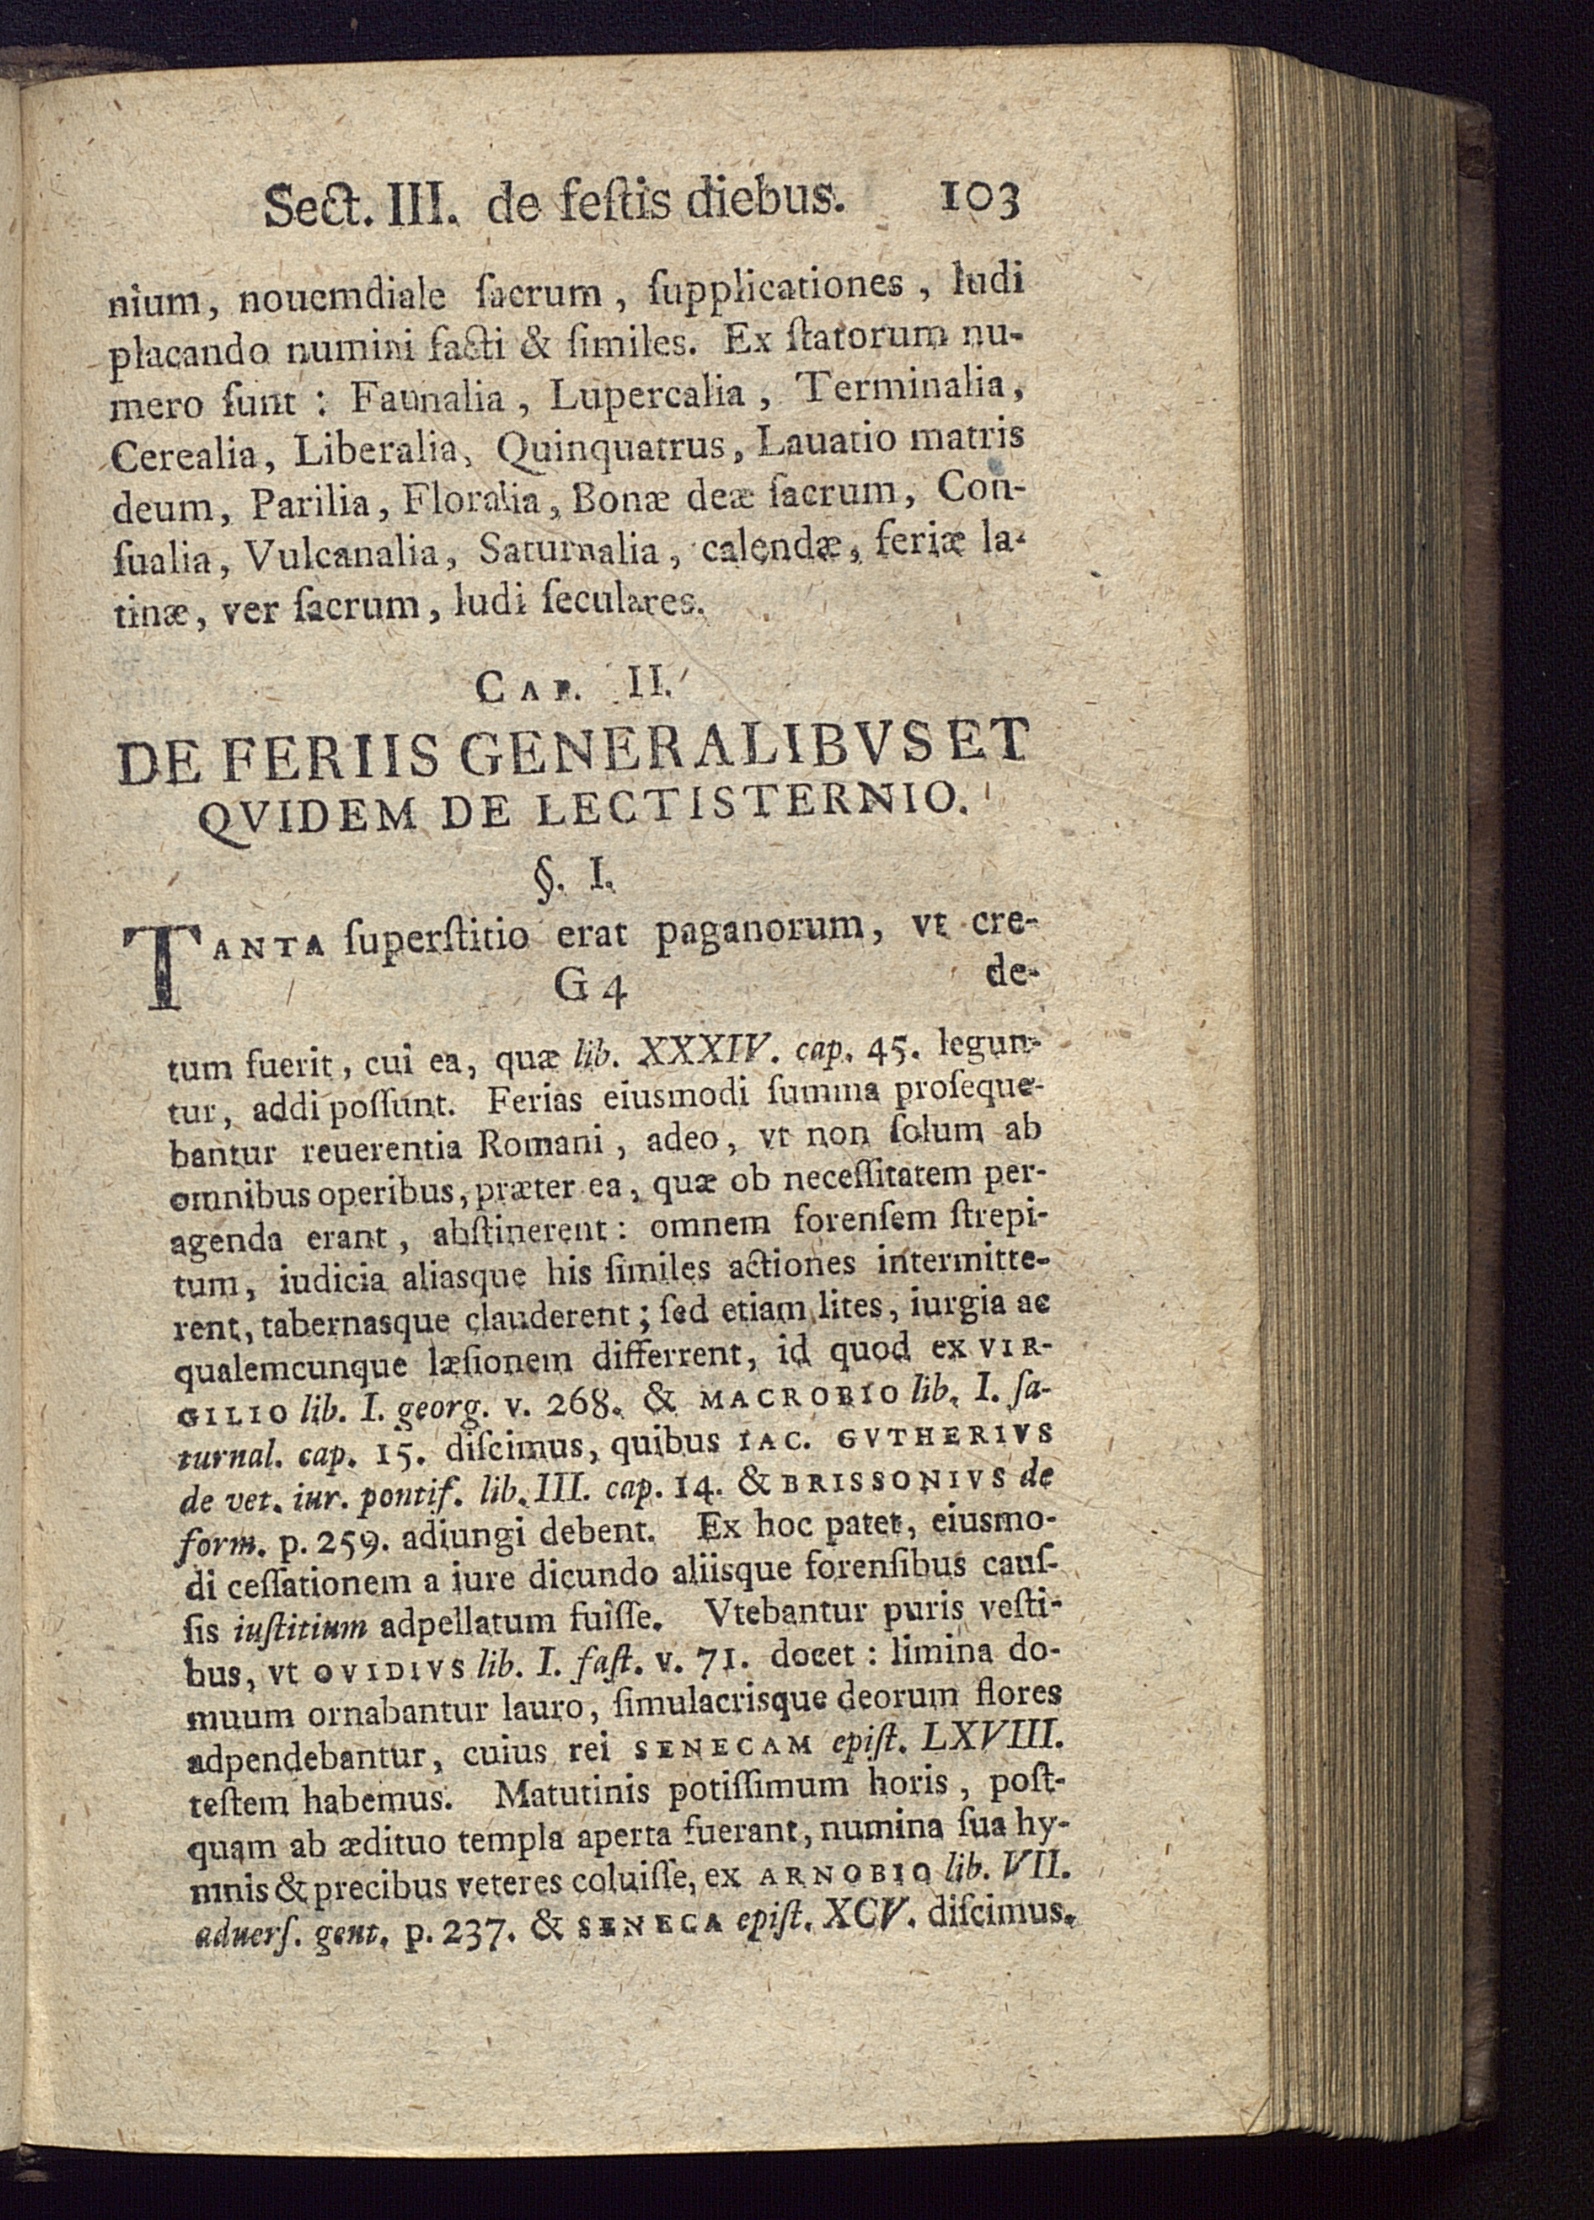 Sect. III. de feſtis diebus. 103
nium, nouemdiale ſacrum, ſupplicationes, ludi
placando numini facti & ſimiles. Ex ſtatorum nu-
mero ſunt: Faunalia, Lupercalia, Terminalia,
Cerealia, Liberalia, Quinquatrus, Lauatio matris
deum, Parilia, Floralia, Bonæ deæ ſacrum, Con-
ſualia, Vulcanalia, Saturnalia, calendæ, feriæ la-
tinæ, ver ſacrum, ludi ſeculares.
CAP. II.
DE FERIIS GENERALIBVS ET
QVIDEM DE LECTISTERNIO.
§. I.
TANTA ſuperſtitio erat paganorum, vt cre-
G 4 de-
tum fuerit, cui ea, quæ lib. XXXIV. cap. 45. legun-
tur, addi poſſunt. Ferias eiusmodi ſumma proſeque-
bantur reuerentia Romani, adeo, vt non ſolum ab
omnibus operibus, præter ea, quæ ob neceſſitatem per-
agenda erant, abſtinerent: omnem forenſem ſtrepi-
tum, iudicia aliasque his ſimiles actiones intermitte-
rent, tabernasque clauderent; ſed etiam lites, iurgia ac
qualemcunque læſionem differrent, id quod ex VIR-
GILIO lib. I. georg. v. 268. & MACROBIO lib. I. ſa-
turnal. cap. 15. diſcimus, quibus IAC. GVTHERIVS
de vet. iur. pontif. lib. III. cap. 14. & BRISSONIVS de
form. p. 259. adiungi debent. Ex hoc patet, eiusmo-
di ceſſationem a iure dicundo aliisque forenſibus cauſ-
ſis iuſtitium adpellatum fuiſſe. Vtebantur puris veſti-
bus, vt OVIDIVS lib. I. faſt. v. 71. docet: limina do-
muum ornabantur lauro, ſimulacrisque deorum flores
adpendebantur, cuius rei SENECAM epiſt. LXVIII.
teſtem habemus. Matutinis potiſſimum horis, poſt-
quam ab ædituo templa aperta fuerant, numina ſua hy-
mnis & precibus veteres coluiſſe, ex ARNOBIO lib. VII.
aduerſ. gent. p. 237. & SENECA epiſt. XCV. diſcimus.